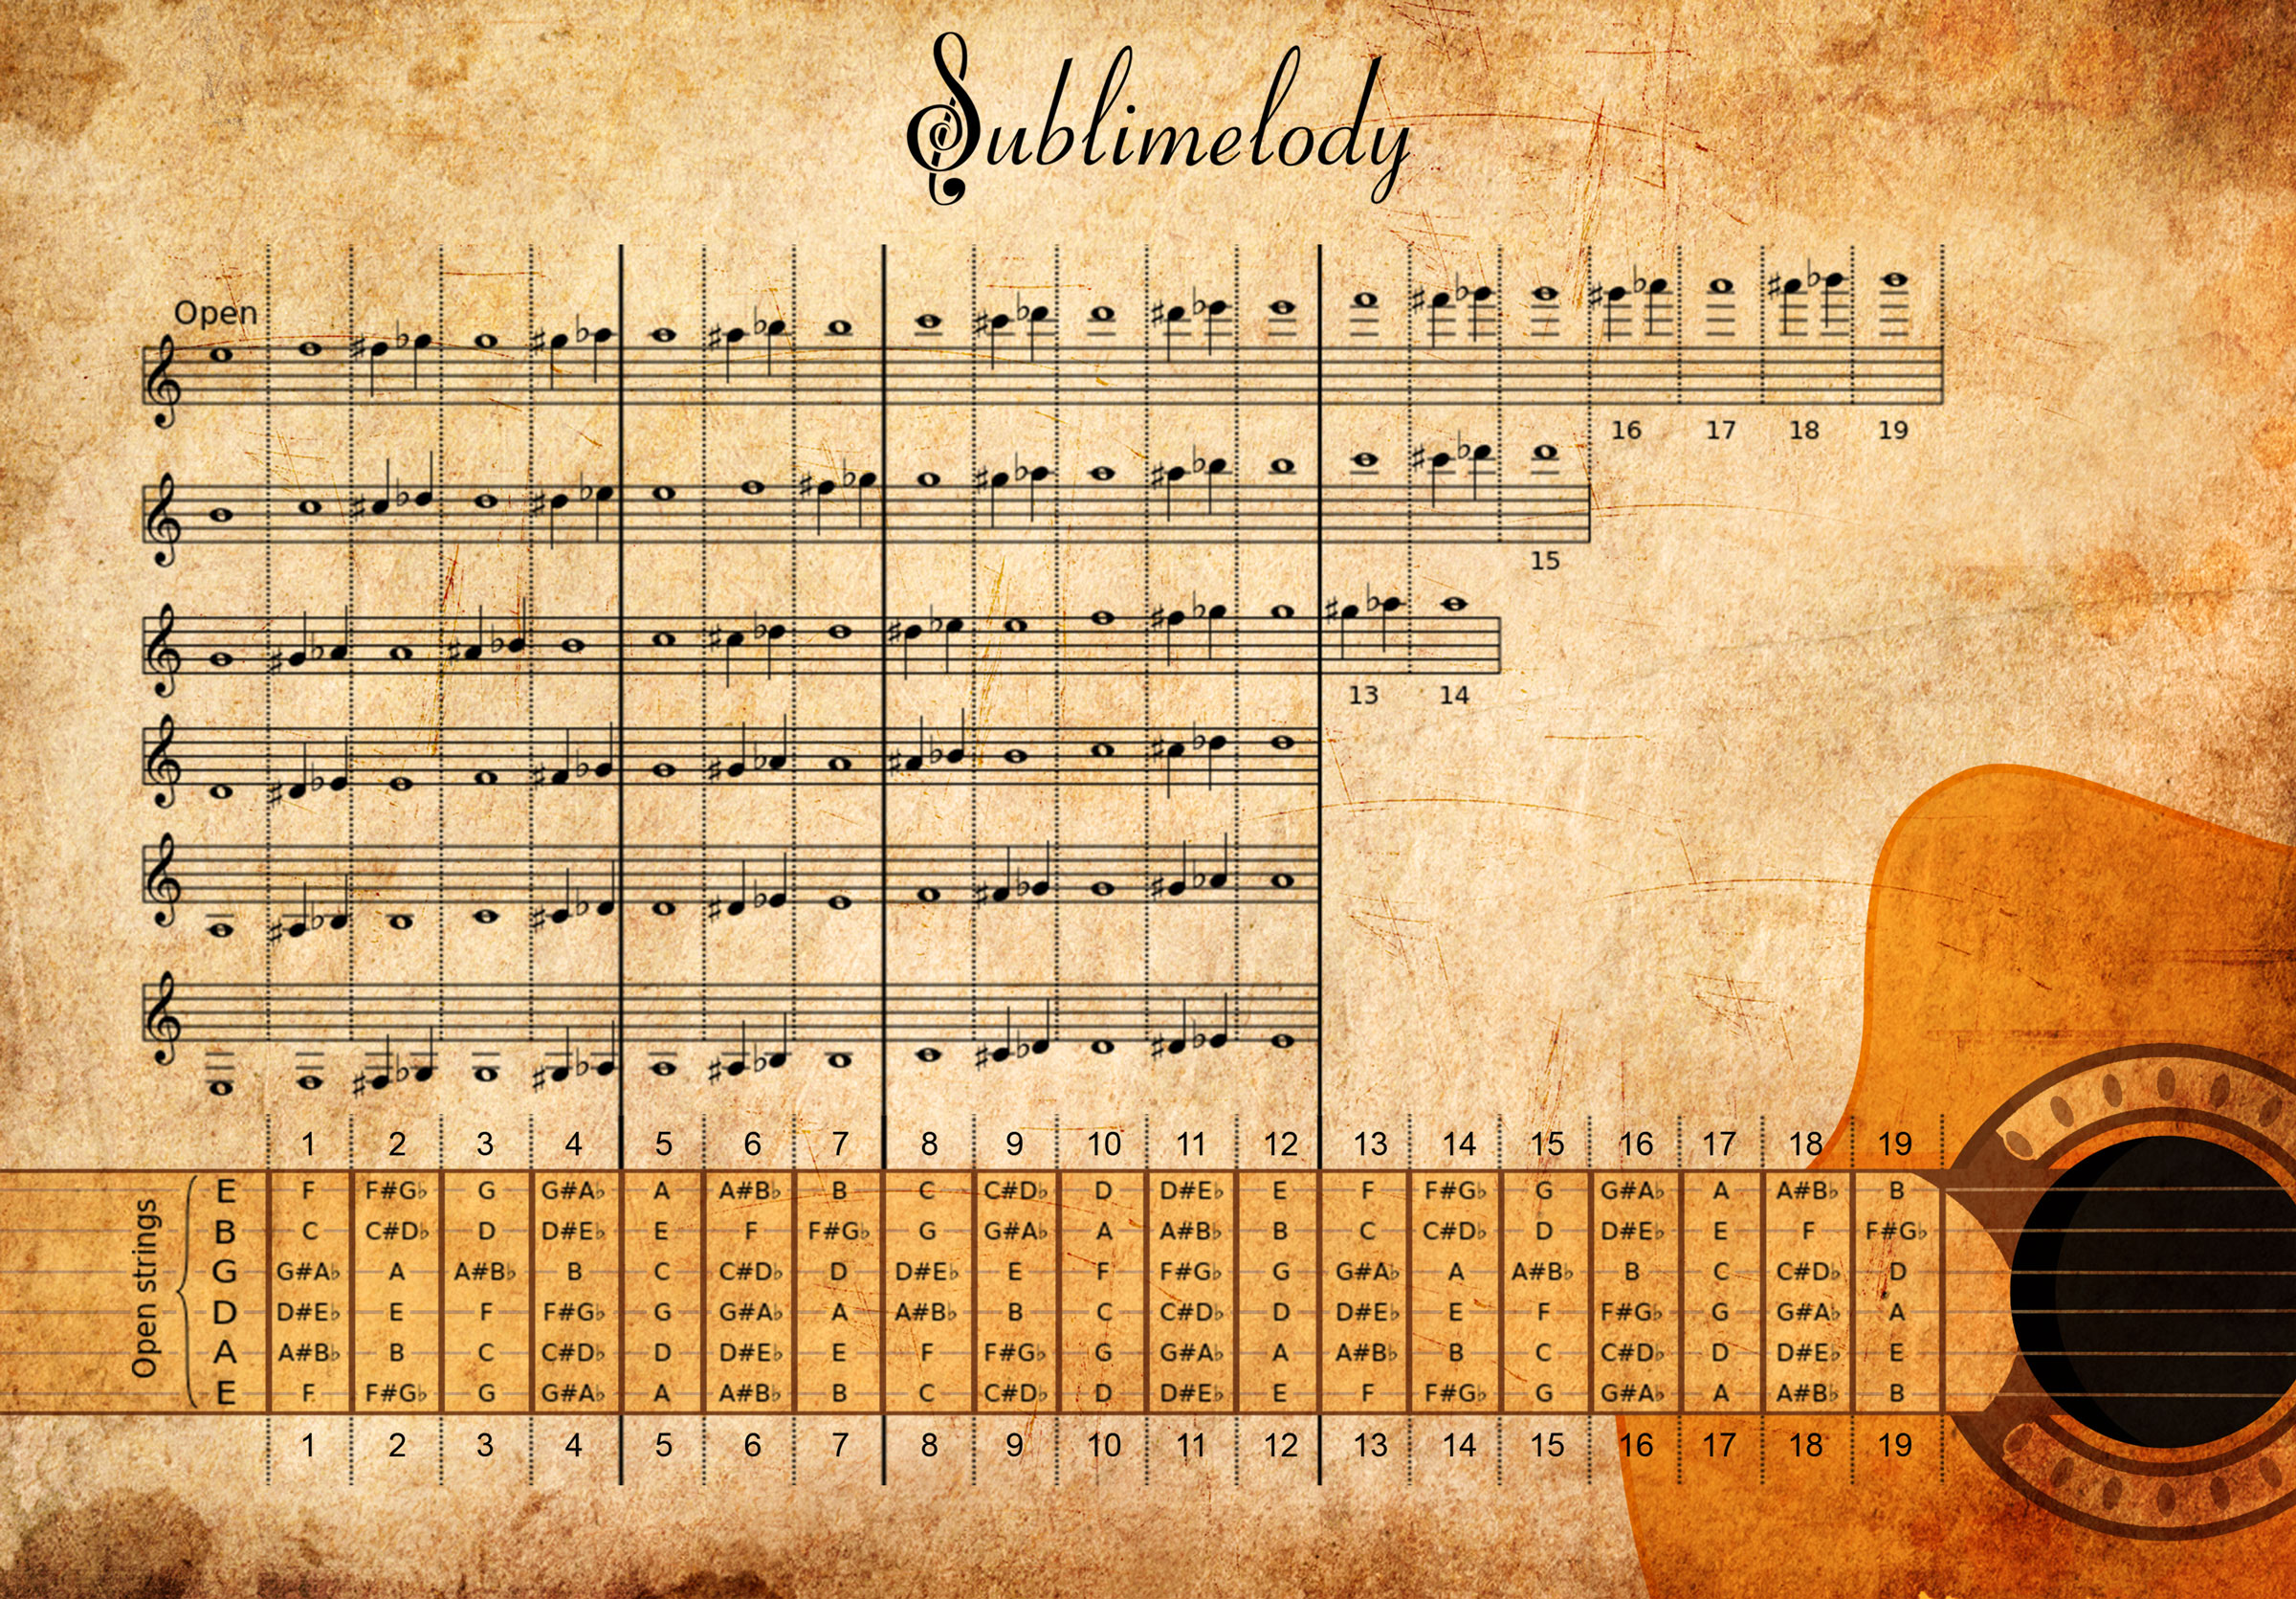 Sublimelody
Open
16 17 18 19
15
13 14
1 2 3 4 5 6 7 8 9 10 11 12 13 14 15 16 17 18 19
Open strings
E F F#G♭ G G#A♭ A A#B♭ B C C#D♭ D D#E♭ E F F#G♭ G G#A♭ A A#B♭ B
B C C#D♭ D D#E♭ E F F#G♭ G G#A♭ A A#B♭ B C C#D♭ D D#E♭ E F F#G♭
G G#A♭ A A#B♭ B C C#D♭ D D#E♭ E F F#G♭ G G#A♭ A A#B♭ B C C#D♭ D
D D#E♭ E F F#G♭ G G#A♭ A A#B♭ B C C#D♭ D D#E♭ E F F#G♭ G G#A♭ A
A A#B♭ B C C#D♭ D D#E♭ E F F#G♭ G G#A♭ A A#B♭ B C C#D♭ D D#E♭ E
E F F#G♭ G G#A♭ A A#B♭ B C C#D♭ D D#E♭ E F F#G♭ G G#A♭ A A#B♭ B
1 2 3 4 5 6 7 8 9 10 11 12 13 14 15 16 17 18 19